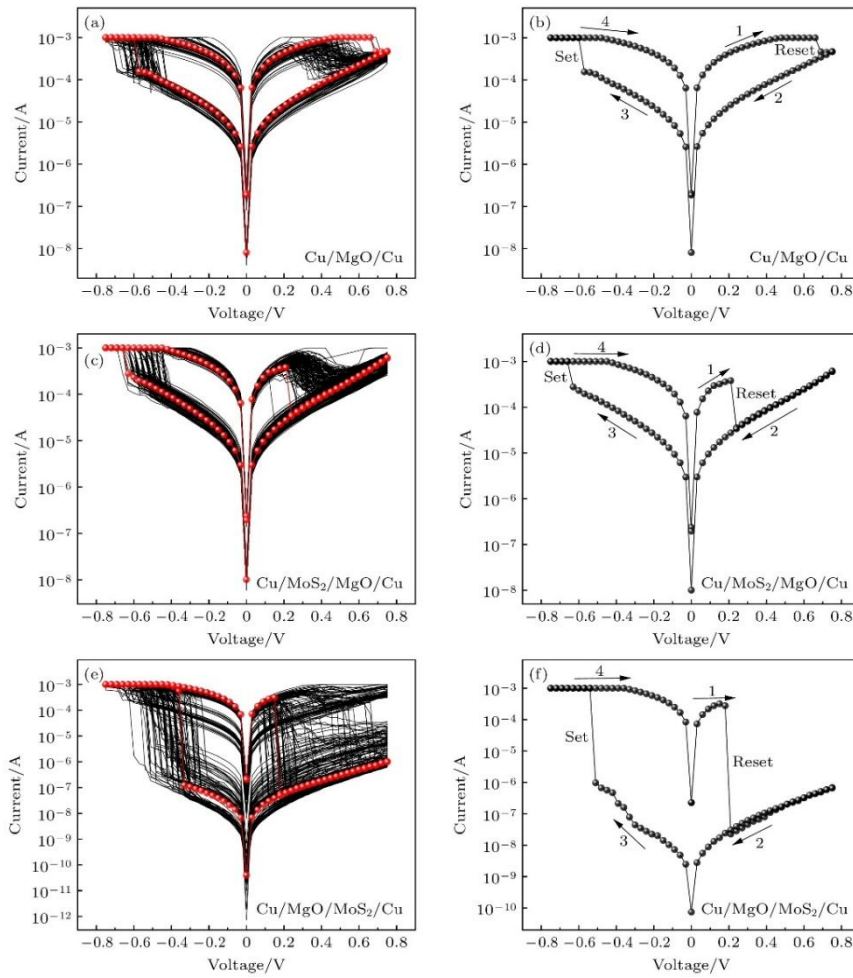 (a)
10⁻³
10⁻⁴
10⁻⁵
10⁻⁶
10⁻⁷
10⁻⁸
Current/A
Cu/MgO/Cu
−0.8 −0.6 −0.4 −0.2 0 0.2 0.4 0.6 0.8
Voltage/V
(b)
4
1
Set
Reset
2
3
10⁻³
10⁻⁴
10⁻⁵
10⁻⁶
10⁻⁷
10⁻⁸
Current/A
Cu/MgO/Cu
−0.8 −0.6 −0.4 −0.2 0 0.2 0.4 0.6 0.8
Voltage/V
(c)
10⁻³
10⁻⁴
10⁻⁵
10⁻⁶
10⁻⁷
10⁻⁸
Current/A
Cu/MoS₂/MgO/Cu
−0.8 −0.6 −0.4 −0.2 0 0.2 0.4 0.6 0.8
Voltage/V
(d)
4
1
Set
Reset
2
3
10⁻³
10⁻⁴
10⁻⁵
10⁻⁶
10⁻⁷
10⁻⁸
Current/A
Cu/MoS₂/MgO/Cu
−0.8 −0.6 −0.4 −0.2 0 0.2 0.4 0.6 0.8
Voltage/V
(e)
10⁻³
10⁻⁴
10⁻⁵
10⁻⁶
10⁻⁷
10⁻⁸
10⁻⁹
10⁻¹⁰
10⁻¹¹
10⁻¹²
Current/A
Cu/MgO/MoS₂/Cu
−0.8 −0.6 −0.4 −0.2 0 0.2 0.4 0.6 0.8
Voltage/V
(f)
4
1
Set
Reset
2
3
10⁻³
10⁻⁴
10⁻⁵
10⁻⁶
10⁻⁷
10⁻⁸
10⁻⁹
10⁻¹⁰
Current/A
Cu/MgO/MoS₂/Cu
−0.8 −0.6 −0.4 −0.2 0 0.2 0.4 0.6 0.8
Voltage/V